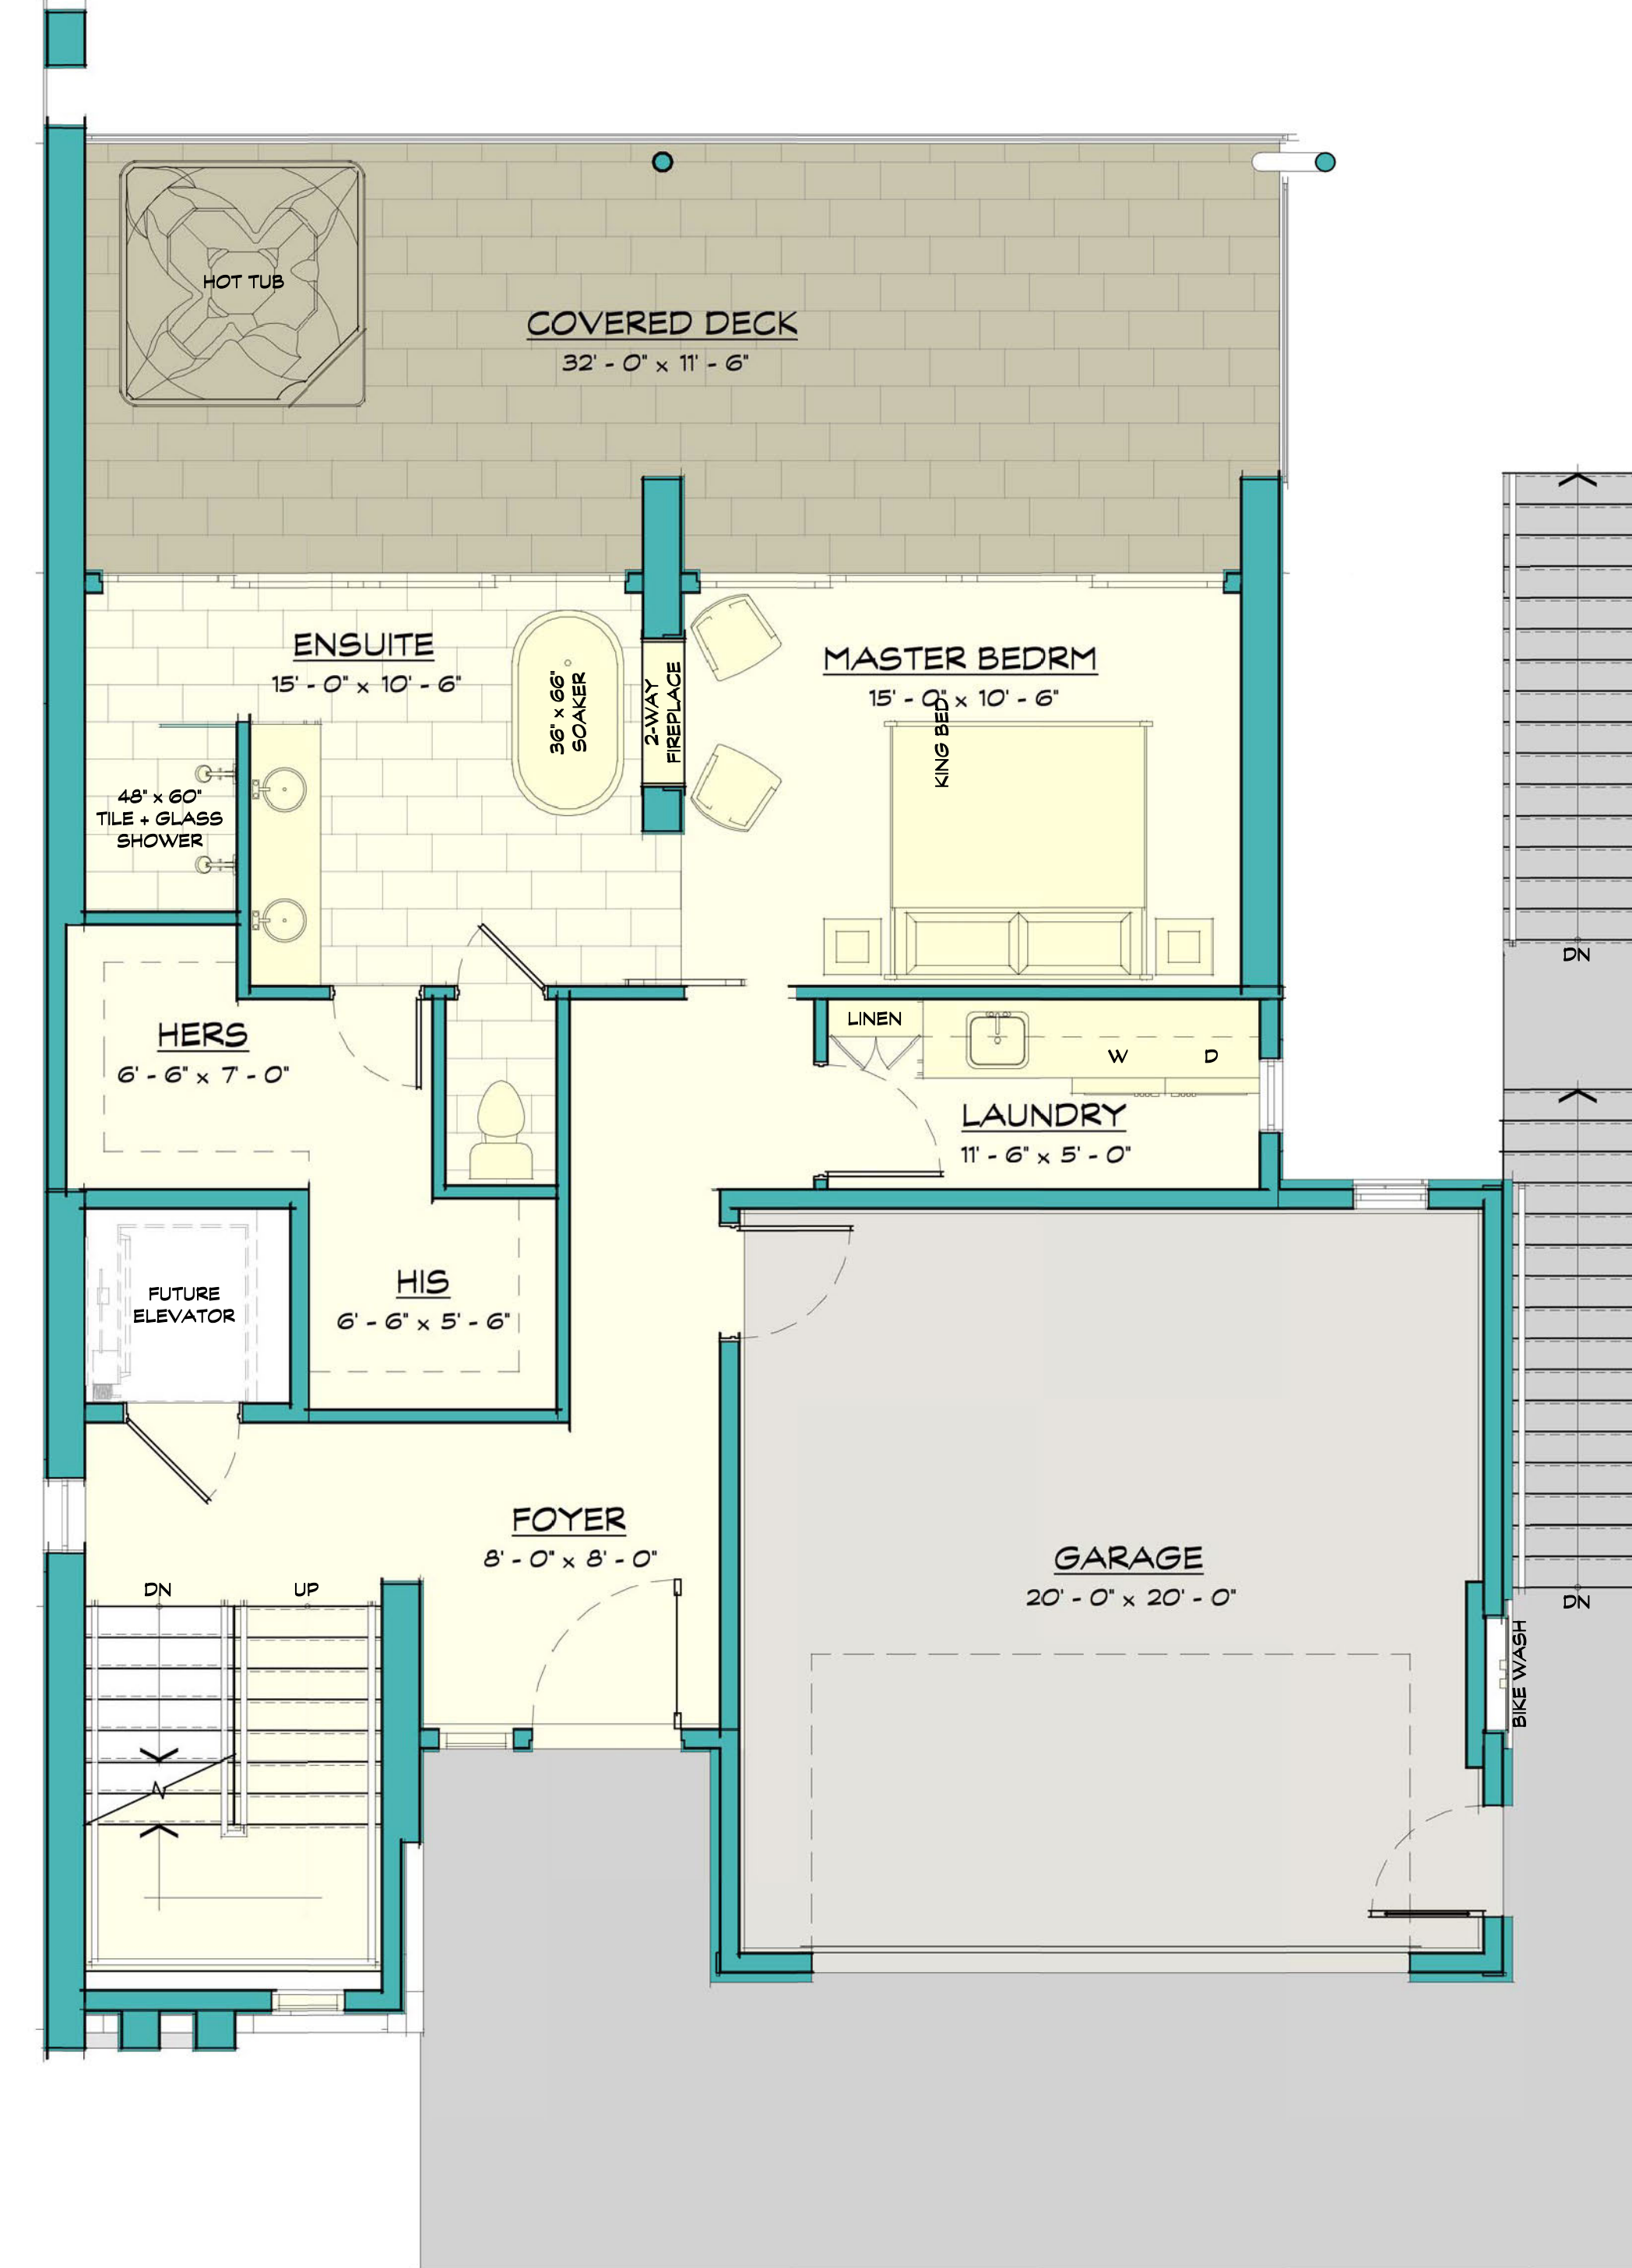 HOT TUB
COVERED DECK
32' - 0" x 11' - 6"
ENSUITE
15' - 0" x 10' - 6"
36" x 66"
SOAKER
2-WAY
FIREPLACE
MASTER BEDRM
15' - 0" x 10' - 6"
KING BED
48" x 60"
TILE + GLASS
SHOWER
DN
HERS
6' - 6" x 7' - 0"
LINEN
W
D
LAUNDRY
11' - 6" x 5' - 0"
FUTURE
ELEVATOR
HIS
6' - 6" x 5' - 6"
FOYER
8' - 0" x 8' - 0"
GARAGE
20' - 0" x 20' - 0"
DN
UP
DN
BIKE WASH